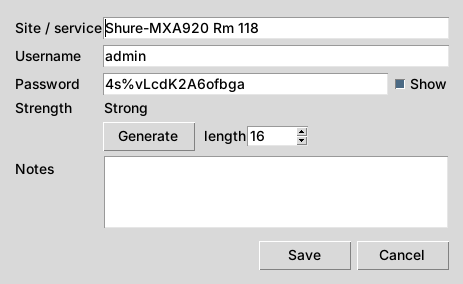 Site / service Shure-MXA920 Rm 118
Username admin
Password 4s%vLcdK2A6ofbga Show
Strength Strong
Generate length 16
Notes
Save Cancel